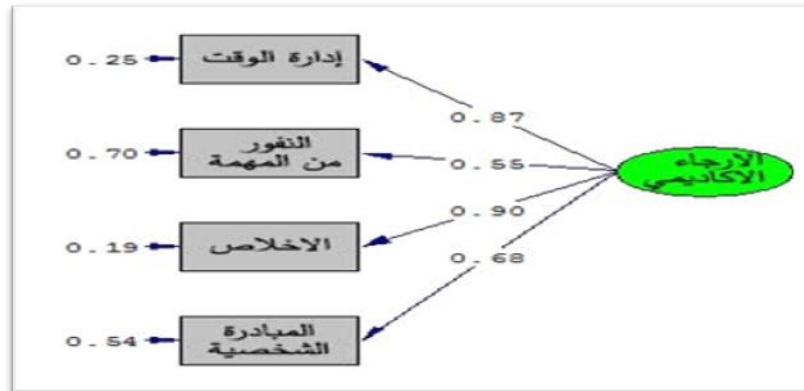 0.25
إدارة الوقت
0.87
0.70
النفور
من المهمة
0.55
الارجاء
الاكاديمي
0.90
0.19
الاخلاص
0.68
0.54
المبادرة
الشخصية